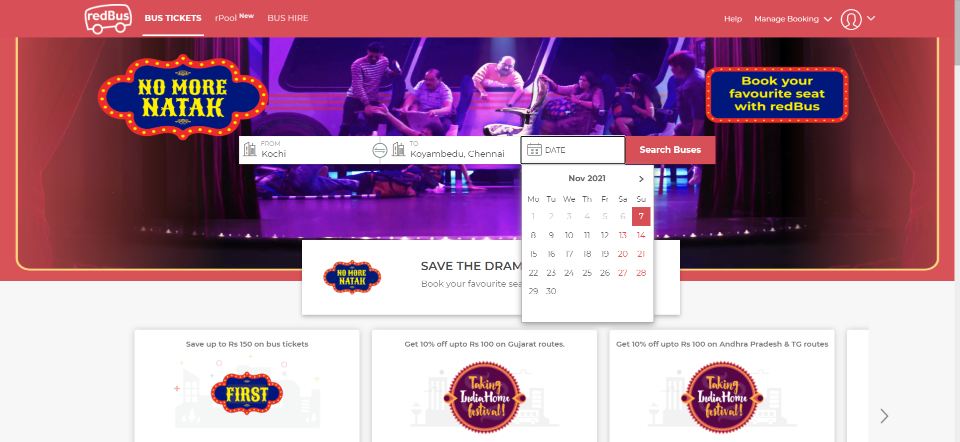 redBus
BUS TICKETS
rPool New
BUS HIRE
Help
Manage Booking
NO MORE
NATAK
Book your
favourite seat
with redBus
FROM
Kochi
TO
Koyambedu, Chennai
DATE
Search Buses
Nov 2021
Mo Tu We Th Fr Sa Su
1 2 3 4 5 6 7
8 9 10 11 12 13 14
15 16 17 18 19 20 21
22 23 24 25 26 27 28
29 30
NO MORE
NATAK
SAVE THE DRAM
Book your favourite sea
Save up to Rs 150 on bus tickets
FIRST
Get 10% off upto Rs 100 on Gujarat routes.
Taking
IndiaHome
festival!
Get 10% off upto Rs 100 on Andhra Pradesh & TG routes
Taking
IndiaHome
festival!